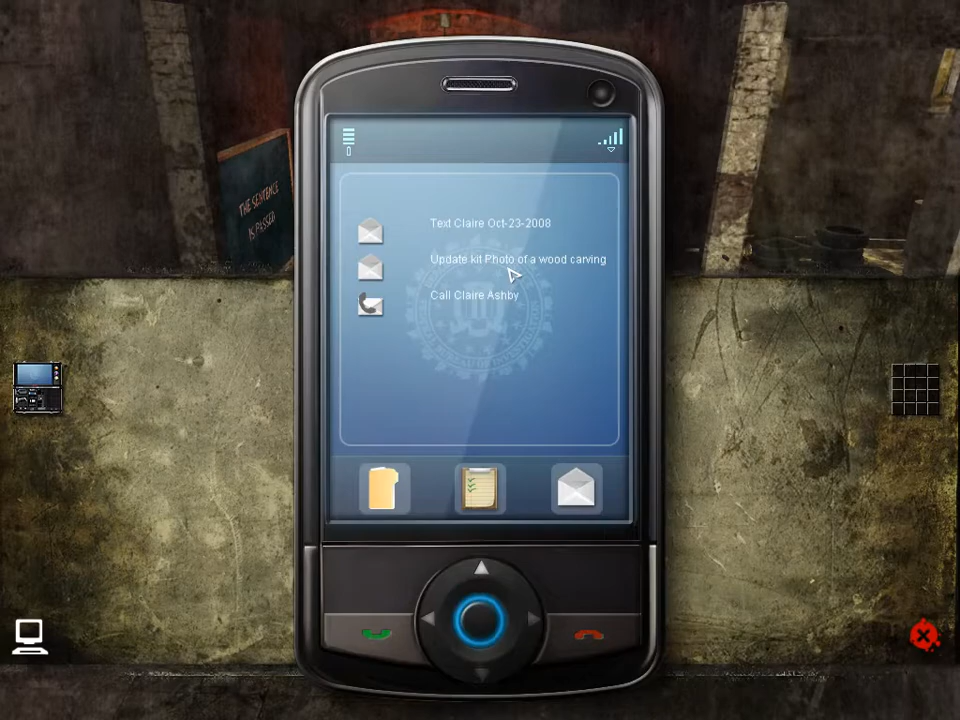 THE SENTENCE
IS PASSED
Text Claire Oct-23-2008
Update kit Photo of a wood carving
Call Claire Ashby